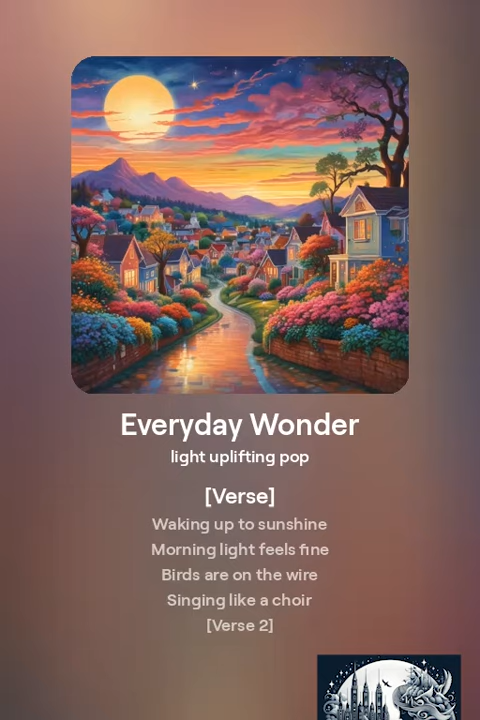 Everyday Wonder
light uplifting pop
[Verse]
Waking up to sunshine
Morning light feels fine
Birds are on the wire
Singing like a choir
[Verse 2]